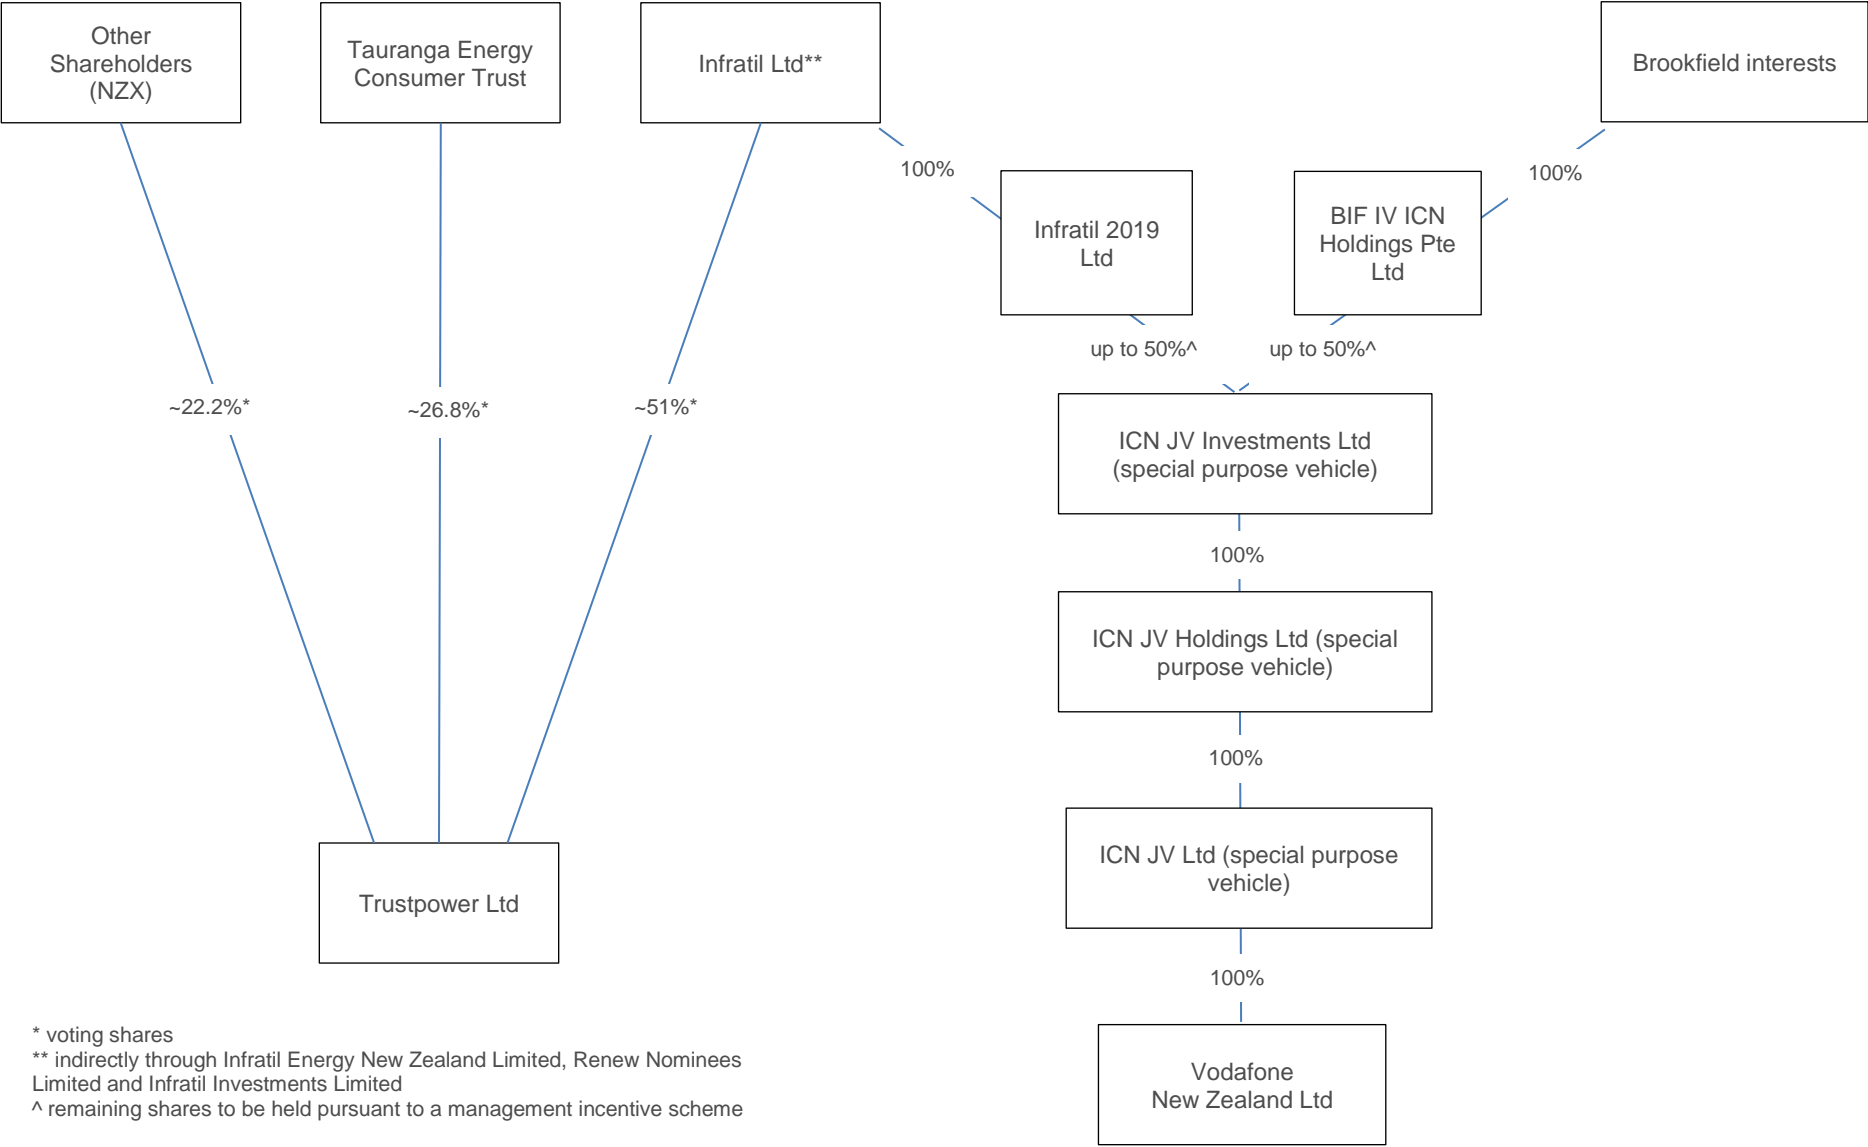 Other
Shareholders
(NZX)
Tauranga Energy
Consumer Trust
Infratil Ltd**
Brookfield interests
100%
100%
Infratil 2019
Ltd
BIF IV ICN
Holdings Pte
Ltd
up to 50%^
up to 50%^
~22.2%*
~26.8%*
~51%*
ICN JV Investments Ltd
(special purpose vehicle)
100%
ICN JV Holdings Ltd (special
purpose vehicle)
100%
ICN JV Ltd (special purpose
vehicle)
Trustpower Ltd
100%
Vodafone
New Zealand Ltd
* voting shares
** indirectly through Infratil Energy New Zealand Limited, Renew Nominees
Limited and Infratil Investments Limited
^ remaining shares to be held pursuant to a management incentive scheme